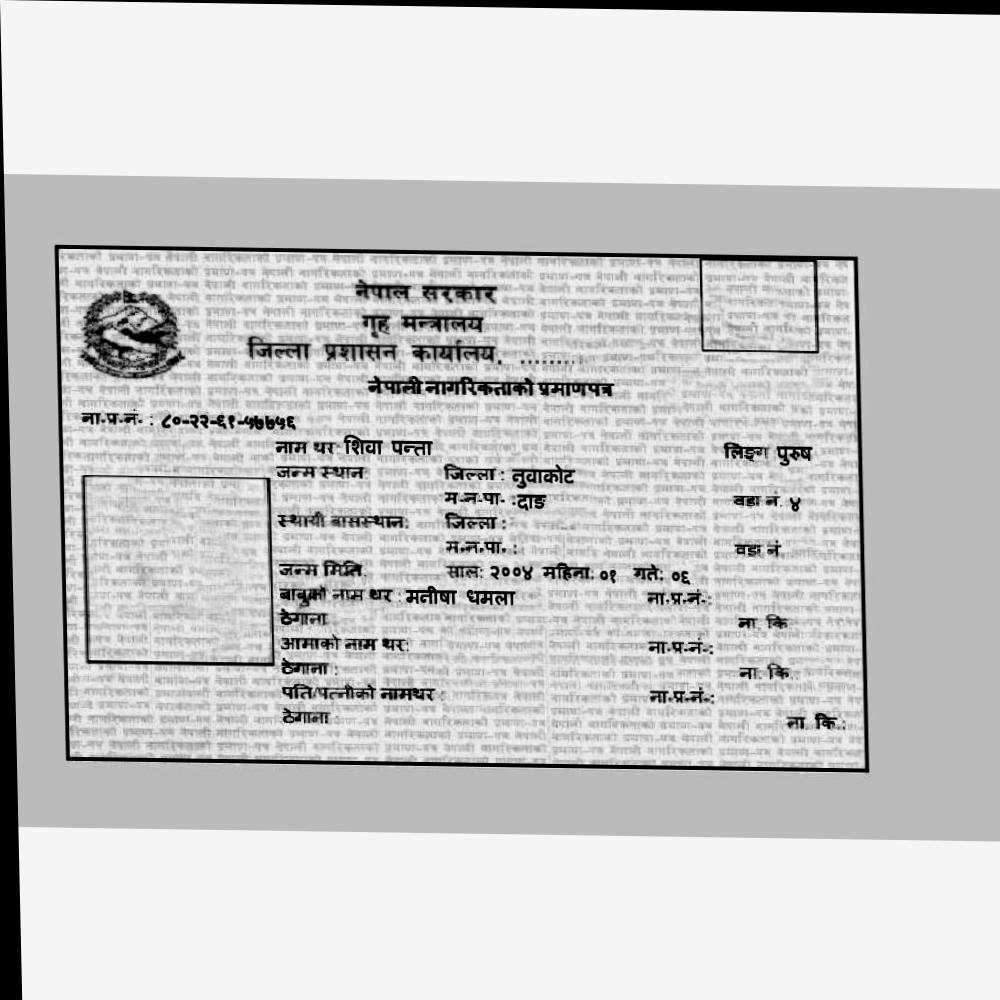 नेपाल सरकार
गृह मन्त्रालय
जिल्ला प्रशासन कार्यालय, .........
नेपाली नागरिकताको प्रमाणपत्र
ना.प्र.नं. : ८०-२२-६१-५७७५६
नाम थर शिवा पन्ता लिङ्ग पुरुष
जन्म स्थान: जिल्ला : नुवाकोट
म.न.पा. : दाङ वडा नं. ४
स्थायी बासस्थान: जिल्ला :
म.न.पा. : वडा नं
जन्म मिति: साल: २००४ महिना: ०१ गते: ०६
बाबुको नाम थर : मतीषा धमला ना.प्र.नं.:
ठेगाना ना. कि.
आमाको नाम थर: ना.प्र.नं.:
ठेगाना : ना. कि.
पति/पत्नीको नामथर : ना.प्र.नं.:
ठेगाना : ना. कि.: